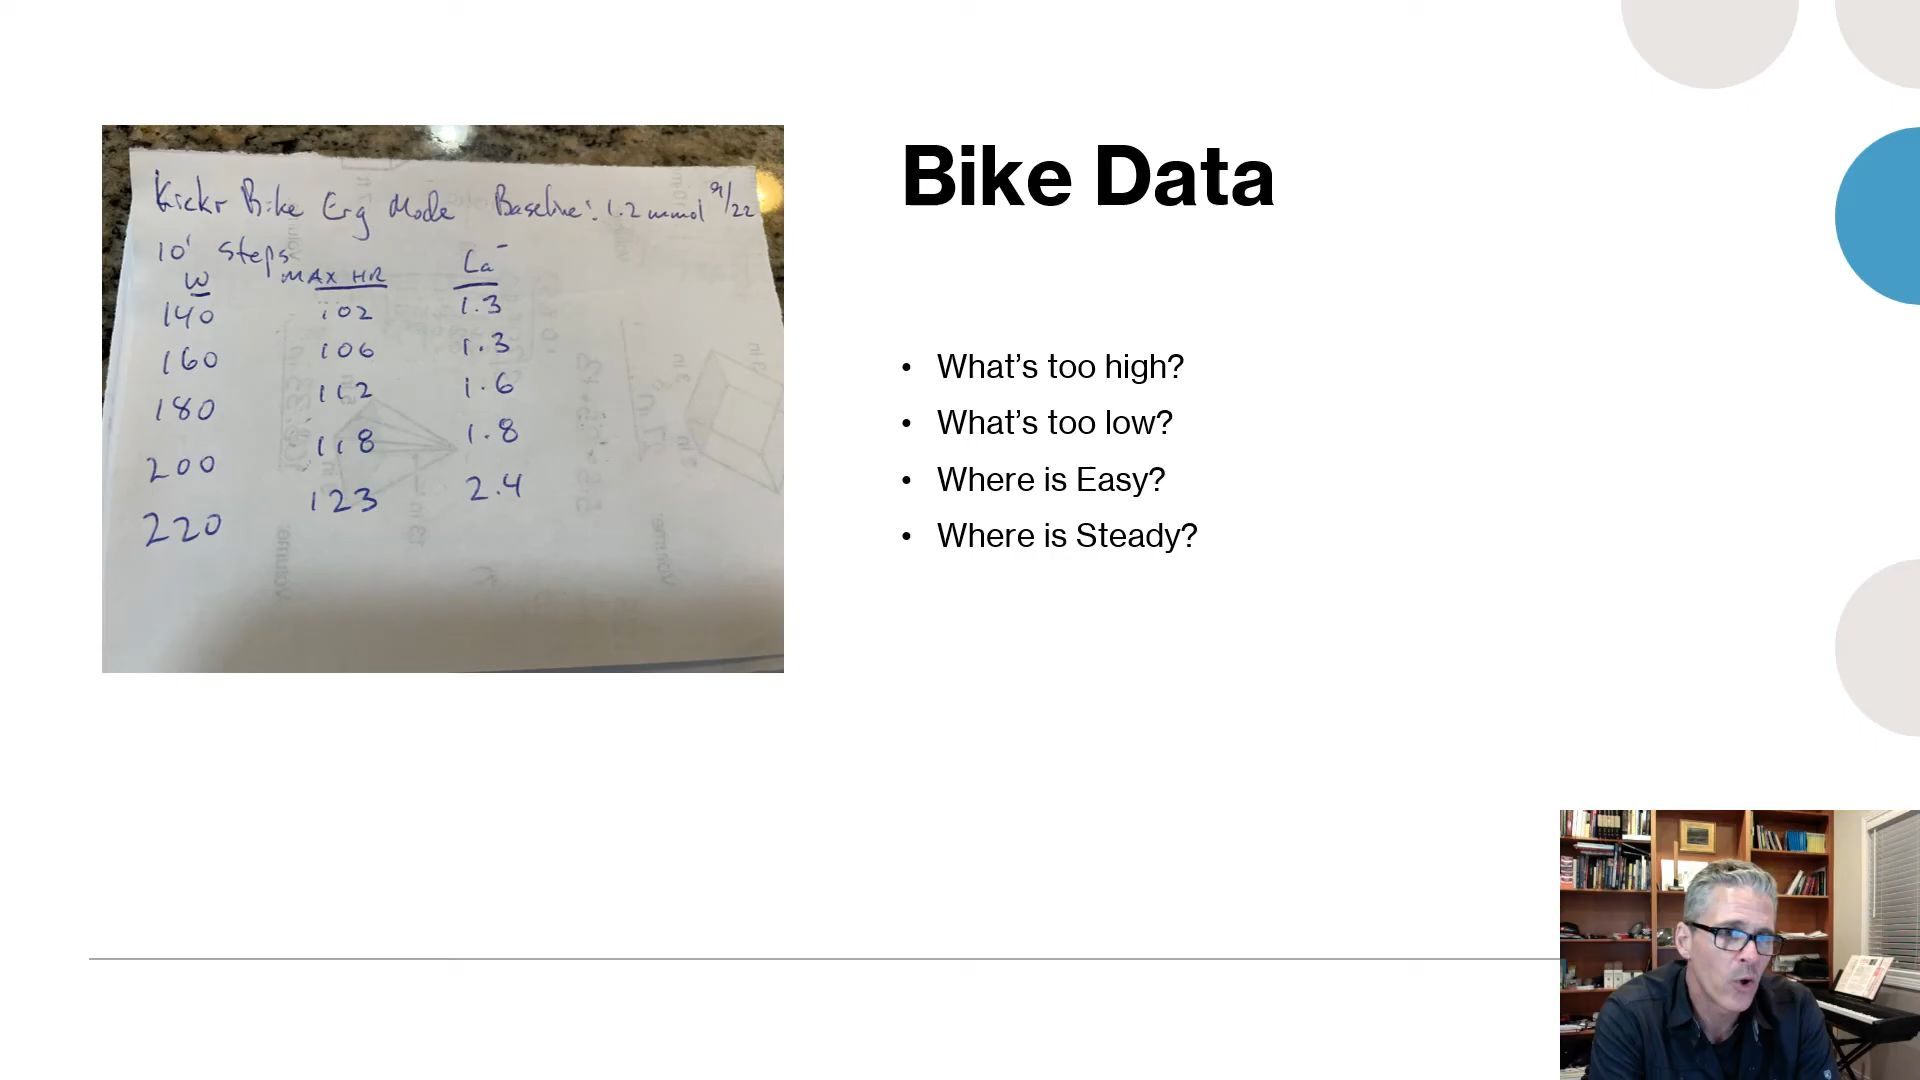 Kickr Bike Erg Mode Baseline: 1.2 mmol 9/22
10' Steps
W MAX HR La-
140 102 1.3
160 106 1.3
180 112 1.6
200 118 1.8
220 123 2.4
Bike Data
• What's too high?
• What's too low?
• Where is Easy?
• Where is Steady?